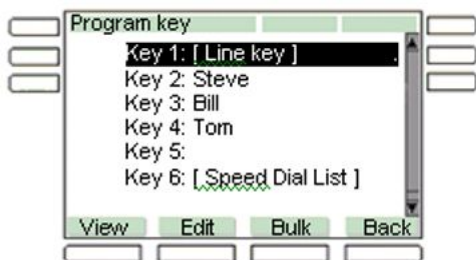 Program key
Key 1: [ Line key ]
Key 2: Steve
Key 3: Bill
Key 4: Tom
Key 5:
Key 6: [ Speed Dial List ]
View Edit Bulk Back